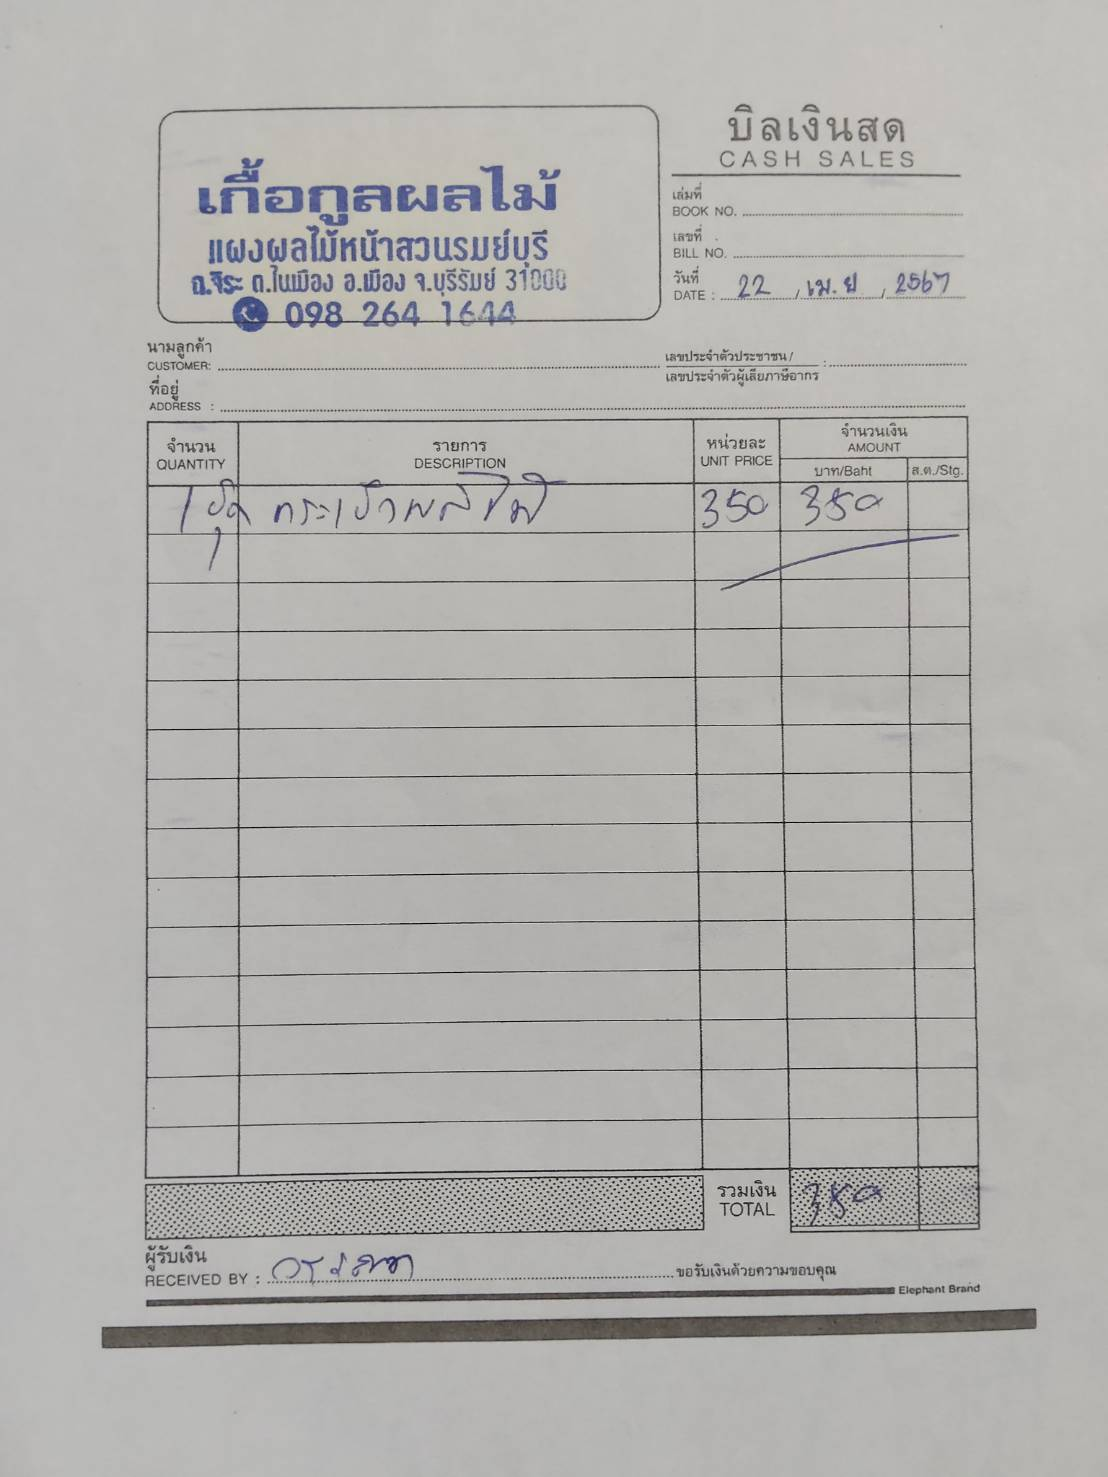 บิลเงินสด
CASH SALES
เกื้อกูลผลไม้
แผงผลไม้หน้าสวนรมย์บุรี
ถ.จิระ ต.ในเมือง อ.เมือง จ.บุรีรัมย์ 31000
098 264 1644
เล่มที่
BOOK NO.
เลขที่
BILL NO.
วันที่
DATE : 22 , เม.ย , 2567
นามลูกค้า
CUSTOMER:
เลขประจำตัวประชาชน / :
เลขประจำตัวผู้เสียภาษีอากร
ที่อยู่
ADDRESS :
จำนวน รายการ หน่วยละ จำนวนเงิน
QUANTITY DESCRIPTION UNIT PRICE AMOUNT
บาท/Baht ส.ต./Stg.
1 ชุด กระเช้าผลไม้ 350 350
รวมเงิน
TOTAL 350
ผู้รับเงิน
RECEIVED BY : ขอรับเงินด้วยความขอบคุณ
Elephant Brand